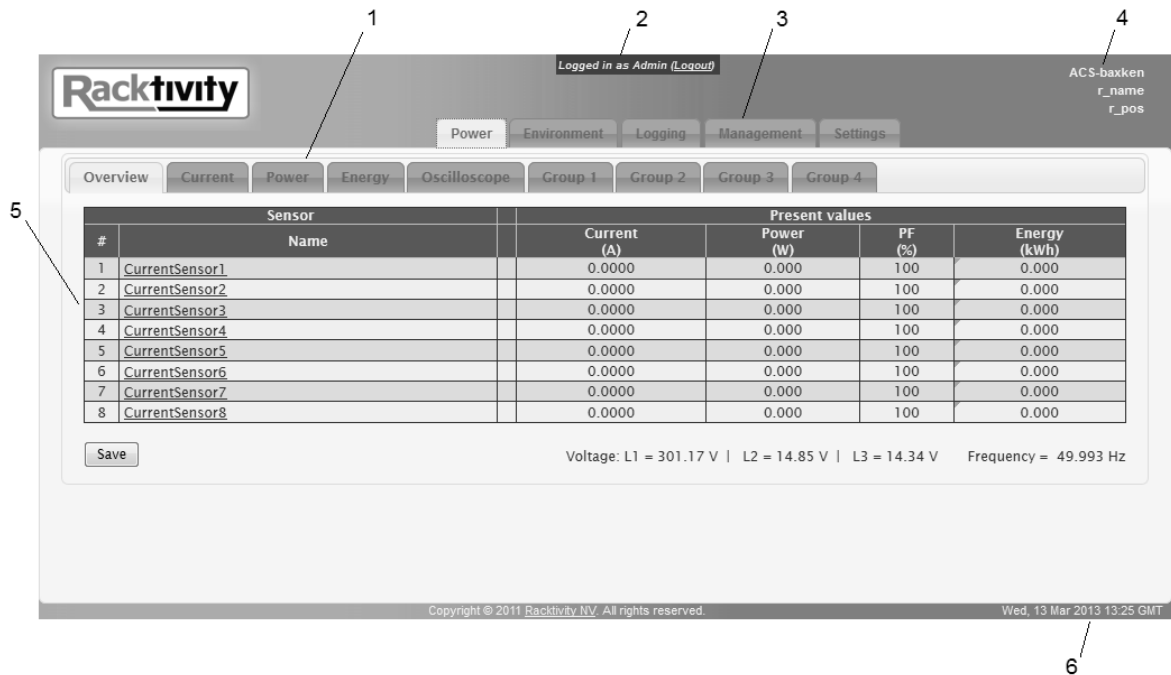 1 2 3 4
Logged in as Admin (Logout)
Racktivity
ACS-baxken
r_name
r_pos
Power Environment Logging Management Settings
Overview Current Power Energy Oscilloscope Group 1 Group 2 Group 3 Group 4
5
Sensor Present values
# Name Current (A) Power (W) PF (%) Energy (kWh)
1 CurrentSensor1 0.0000 0.000 100 0.000
2 CurrentSensor2 0.0000 0.000 100 0.000
3 CurrentSensor3 0.0000 0.000 100 0.000
4 CurrentSensor4 0.0000 0.000 100 0.000
5 CurrentSensor5 0.0000 0.000 100 0.000
6 CurrentSensor6 0.0000 0.000 100 0.000
7 CurrentSensor7 0.0000 0.000 100 0.000
8 CurrentSensor8 0.0000 0.000 100 0.000
Save Voltage: L1 = 301.17 V | L2 = 14.85 V | L3 = 14.34 V Frequency = 49.993 Hz
Copyright © 2011 Racktivity NV. All rights reserved. Wed, 13 Mar 2013 13:25 GMT
6